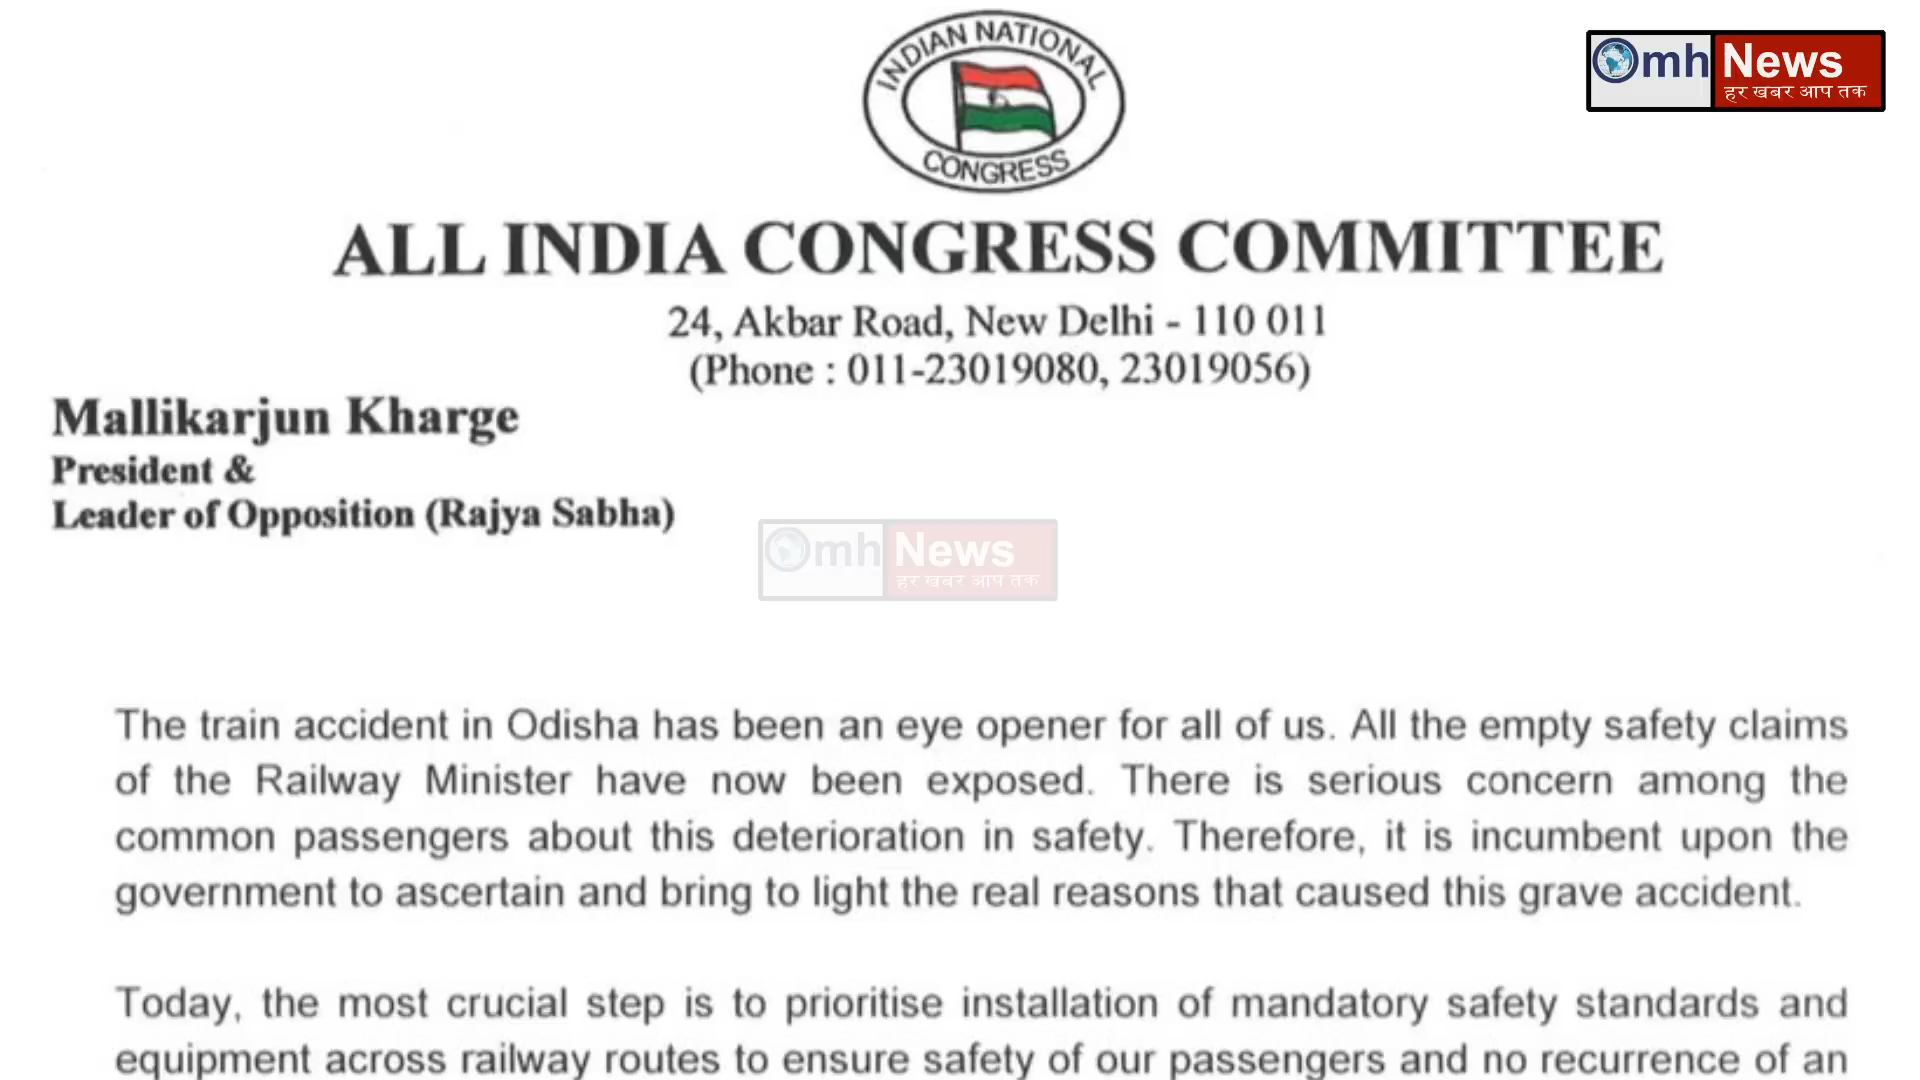 INDIAN NATIONAL
CONGRESS
Omh News
हर खबर आप तक
ALL INDIA CONGRESS COMMITTEE
24, Akbar Road, New Delhi - 110 011
(Phone : 011-23019080, 23019056)
Mallikarjun Kharge
President &
Leader of Opposition (Rajya Sabha)
Omh News
हर खबर आप तक
The train accident in Odisha has been an eye opener for all of us. All the empty safety claims
of the Railway Minister have now been exposed. There is serious concern among the
common passengers about this deterioration in safety. Therefore, it is incumbent upon the
government to ascertain and bring to light the real reasons that caused this grave accident.
Today, the most crucial step is to prioritise installation of mandatory safety standards and
equipment across railway routes to ensure safety of our passengers and no recurrence of an